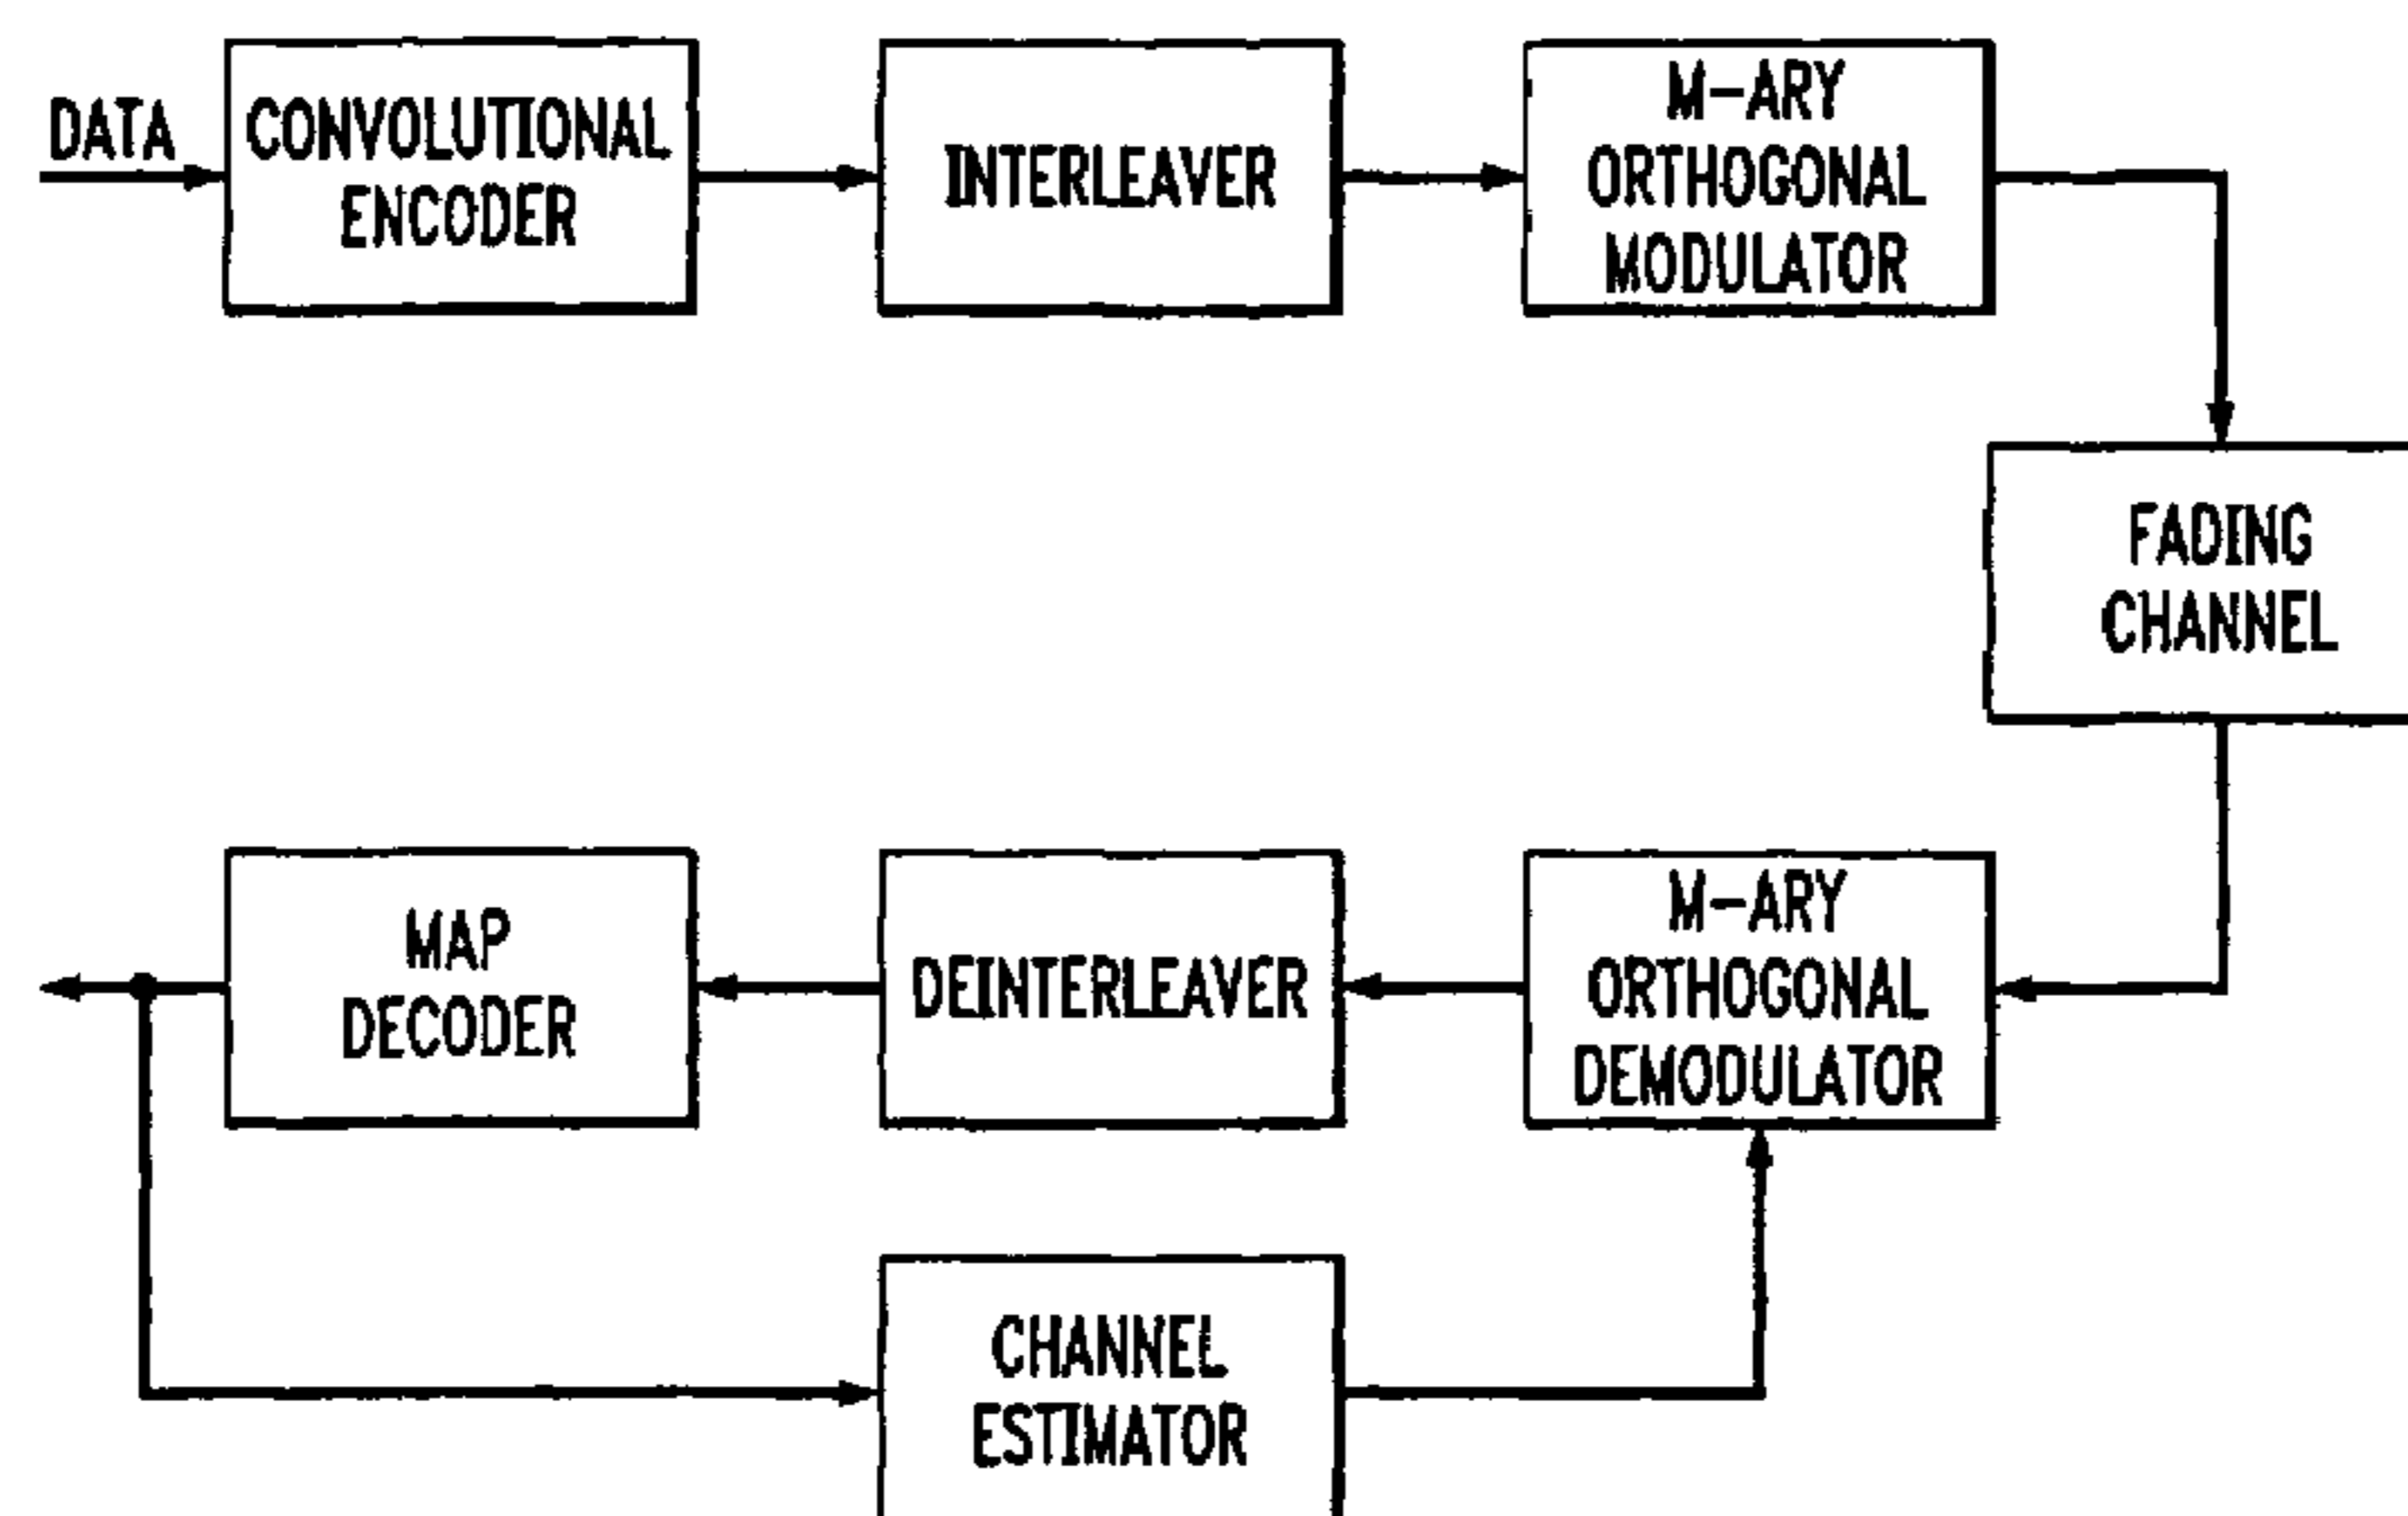 DATA
CONVOLUTIONAL
ENCODER
INTERLEAVER
M-ARY
ORTHOGONAL
MODULATOR
FADING
CHANNEL
MAP
DECODER
DEINTERLEAVER
M-ARY
ORTHOGONAL
DEMODULATOR
CHANNEL
ESTIMATOR